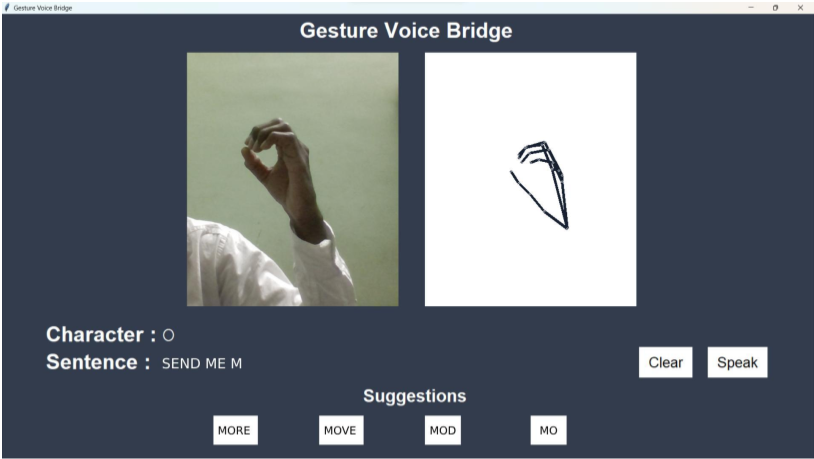 Gesture Voice Bridge
Gesture Voice Bridge
Character : O
Sentence : SEND ME M
Clear Speak
Suggestions
MORE MOVE MOD MO